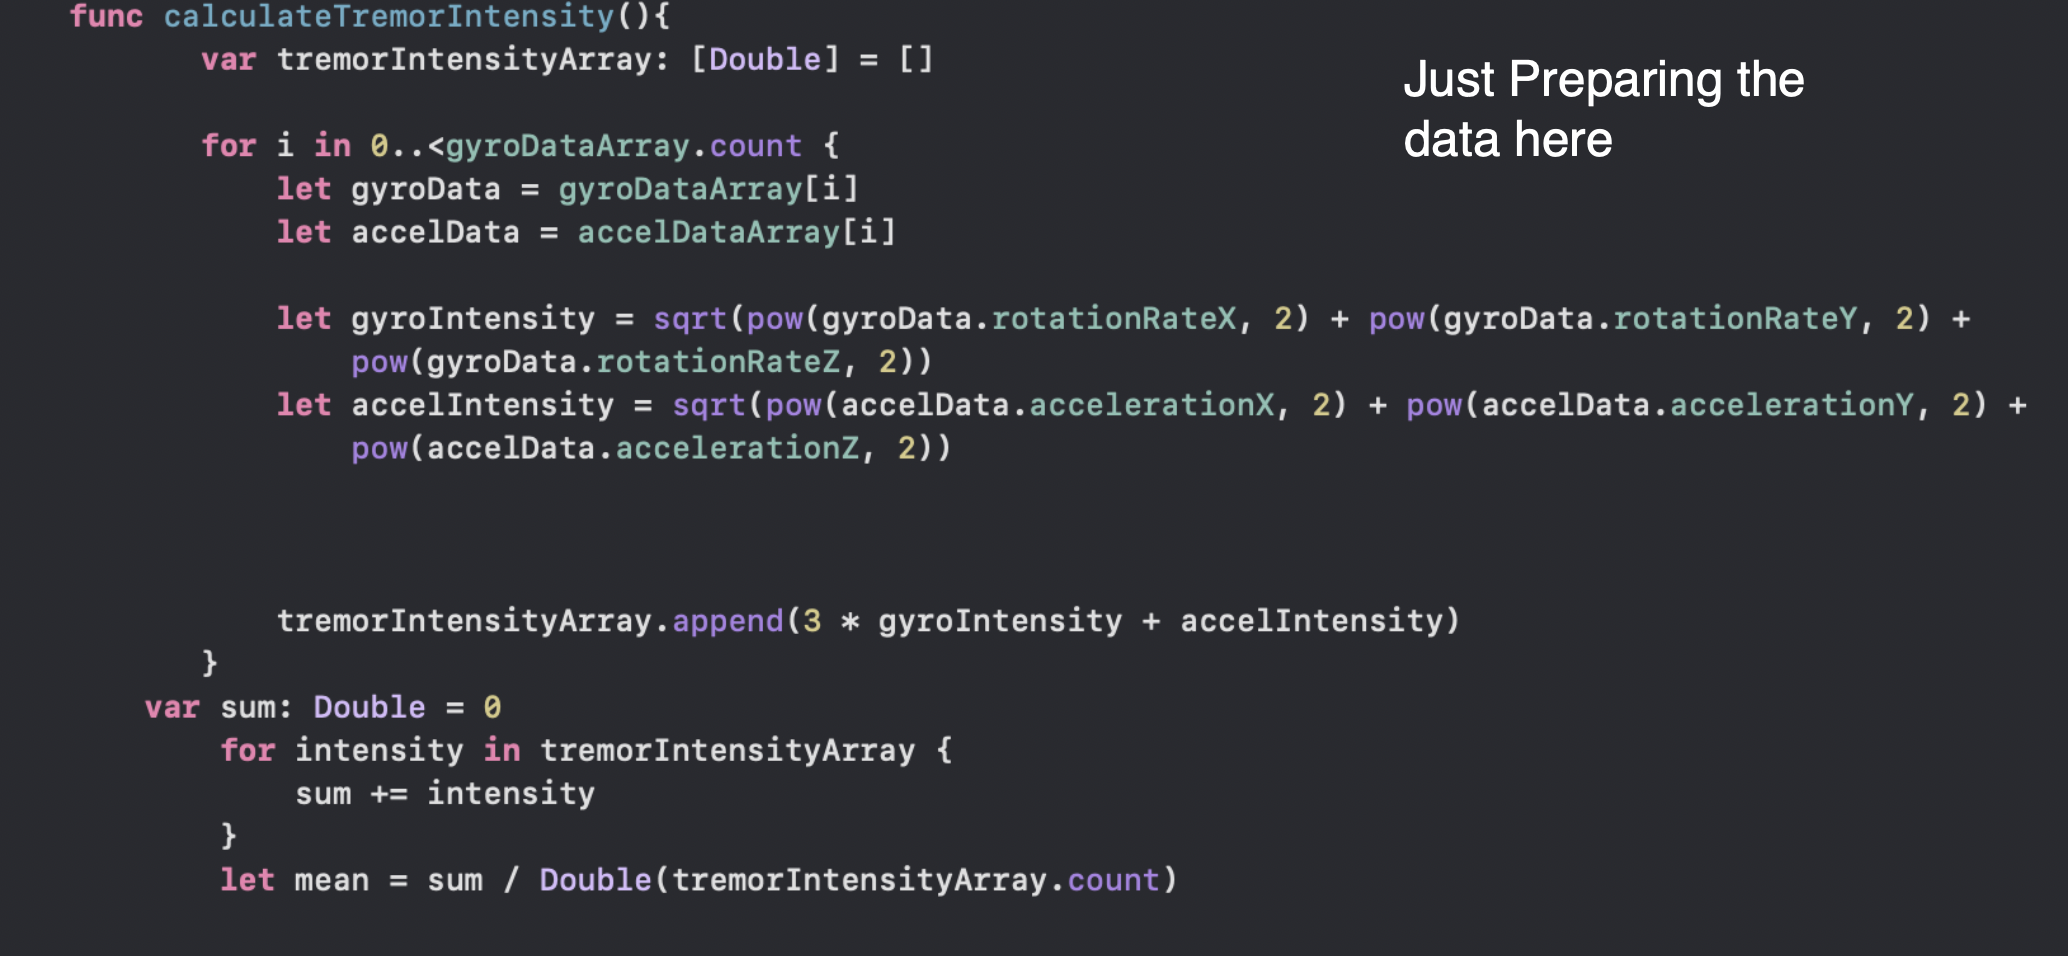 func calculateTremorIntensity(){
var tremorIntensityArray: [Double] = []
Just Preparing the
data here
for i in 0..<gyroDataArray.count {
let gyroData = gyroDataArray[i]
let accelData = accelDataArray[i]
let gyroIntensity = sqrt(pow(gyroData.rotationRateX, 2) + pow(gyroData.rotationRateY, 2) +
pow(gyroData.rotationRateZ, 2))
let accelIntensity = sqrt(pow(accelData.accelerationX, 2) + pow(accelData.accelerationY, 2) +
pow(accelData.accelerationZ, 2))
tremorIntensityArray.append(3 * gyroIntensity + accelIntensity)
}
var sum: Double = 0
for intensity in tremorIntensityArray {
sum += intensity
}
let mean = sum / Double(tremorIntensityArray.count)